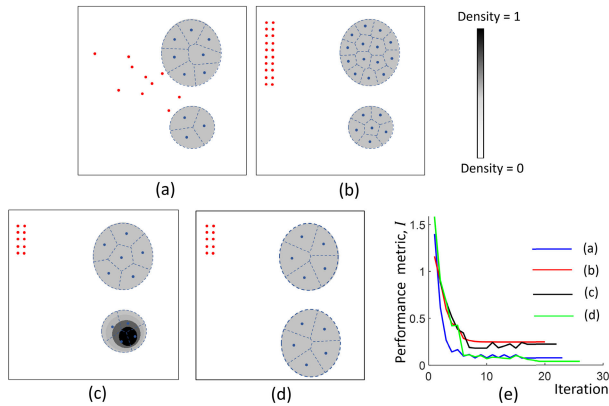 Density = 1
Density = 0
(a)
(b)
Performance metric, I
1.5
1
0.5
0
0
10
20
30
Iteration
(a)
(b)
(c)
(d)
(c)
(d)
(e)